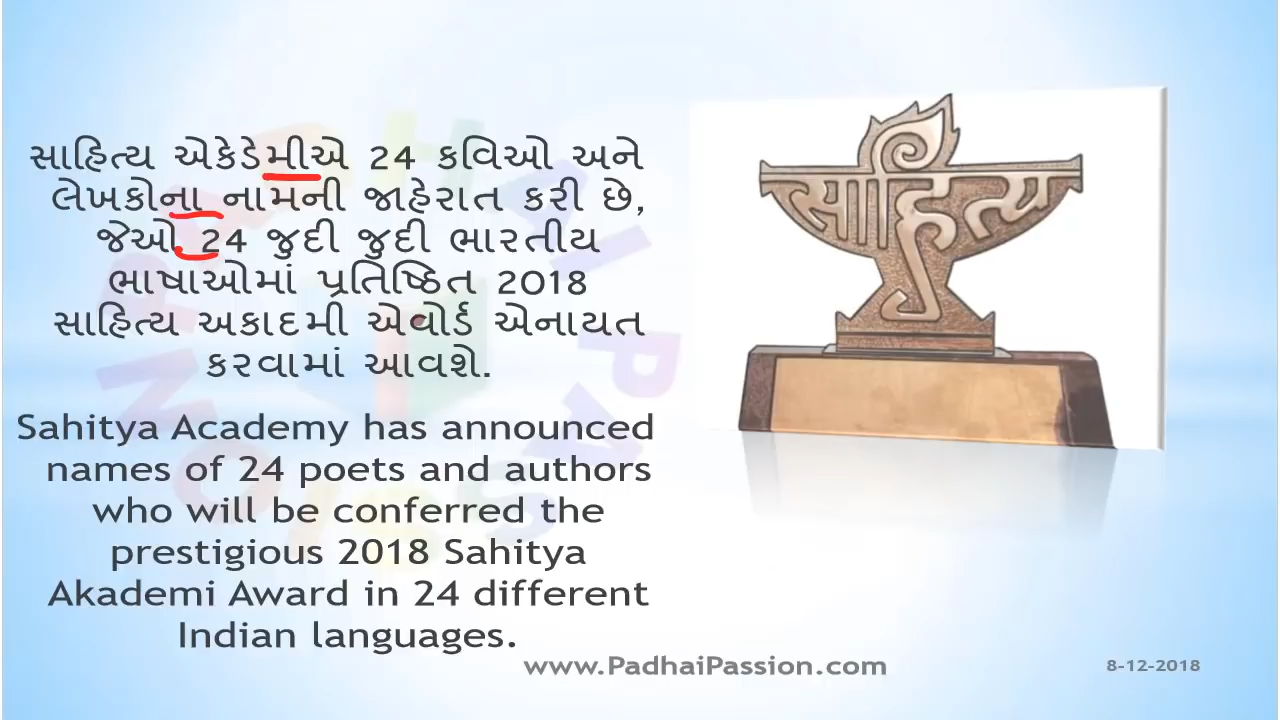 સાહિત્ય એકેડેમીએ 24 કવિઓ અને
લેખકોના નામની જાહેરાત કરી છે,
જેઓ 24 જુદી જુદી ભારતીય
ભાષાઓમાં પ્રતિષ્ઠિત 2018
સાહિત્ય અકાદમી એવોર્ડ એનાયત
કરવામાં આવશે.
Sahitya Academy has announced
names of 24 poets and authors
who will be conferred the
prestigious 2018 Sahitya
Akademi Award in 24 different
Indian languages.
साहित्य
www.PadhaiPassion.com
8-12-2018